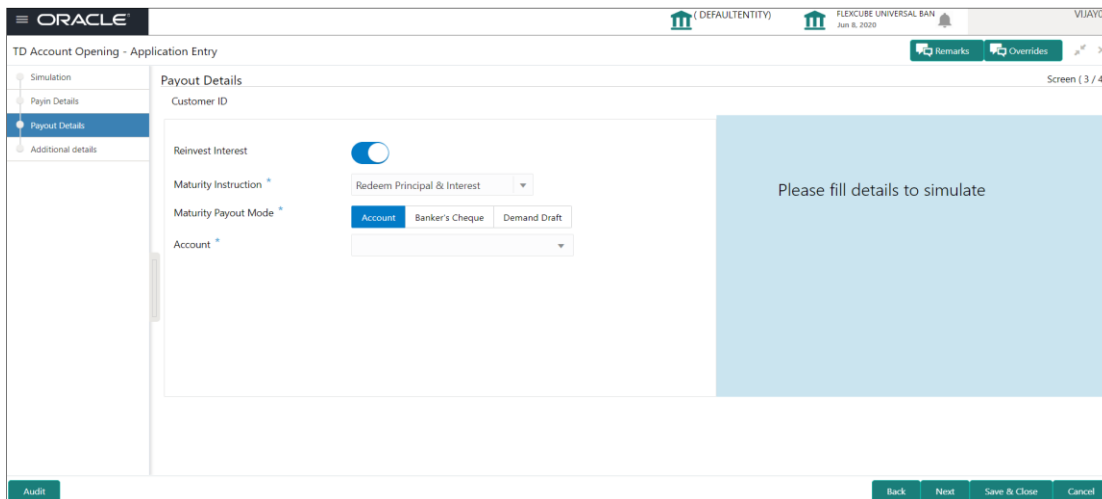 ORACLE
( DEFAULTENTITY)
FLEXCUBE UNIVERSAL BAN
Jun 8, 2020
TD Account Opening - Application Entry
Remarks
Overrides
Simulation
Payin Details
Payout Details
Additional details
Payout Details
Screen ( 3 / 4
Customer ID
Reinvest Interest
Maturity Instruction *
Redeem Principal & Interest
Maturity Payout Mode *
Account
Banker's Cheque
Demand Draft
Account *
Please fill details to simulate
Audit
Back
Next
Save & Close
Cancel